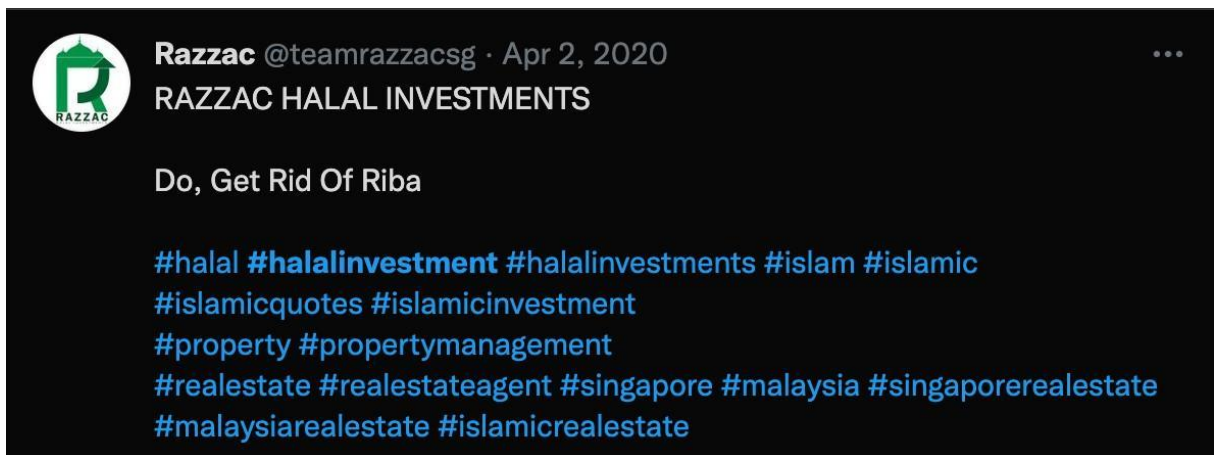 Razzac @teamrazzacsg · Apr 2, 2020
RAZZAC HALAL INVESTMENTS
Do, Get Rid Of Riba
#halal #halalinvestment #halalinvestments #islam #islamic
#islamicquotes #islamicinvestment
#property #propertymanagement
#realestate #realestateagent #singapore #malaysia #singaporerealestate
#malaysiarealestate #islamicrealestate
RAZZAC